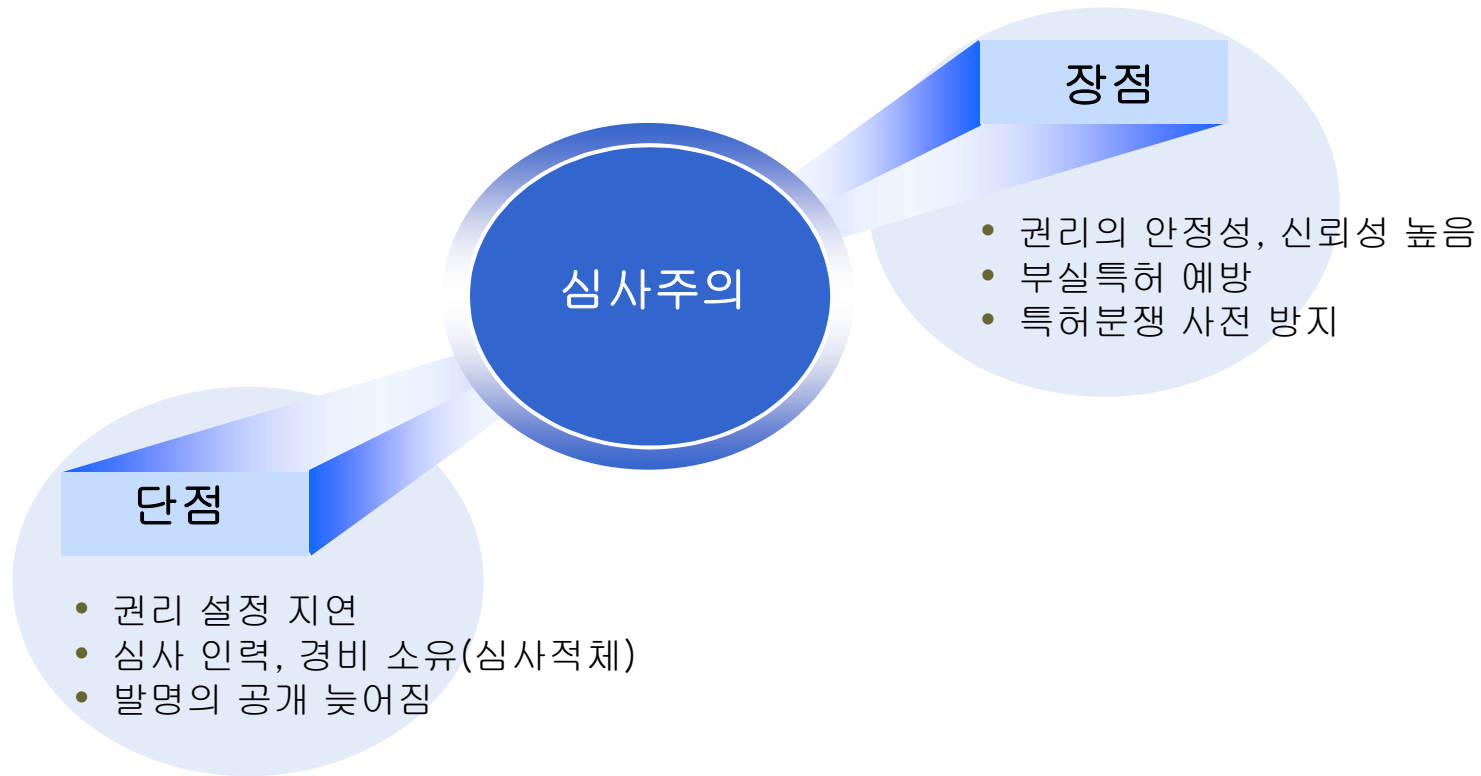 장점
• 권리의 안정성, 신뢰성 높음
• 부실특허 예방
• 특허분쟁 사전 방지
심사주의
단점
• 권리 설정 지연
• 심사 인력, 경비 소유(심사적체)
• 발명의 공개 늦어짐